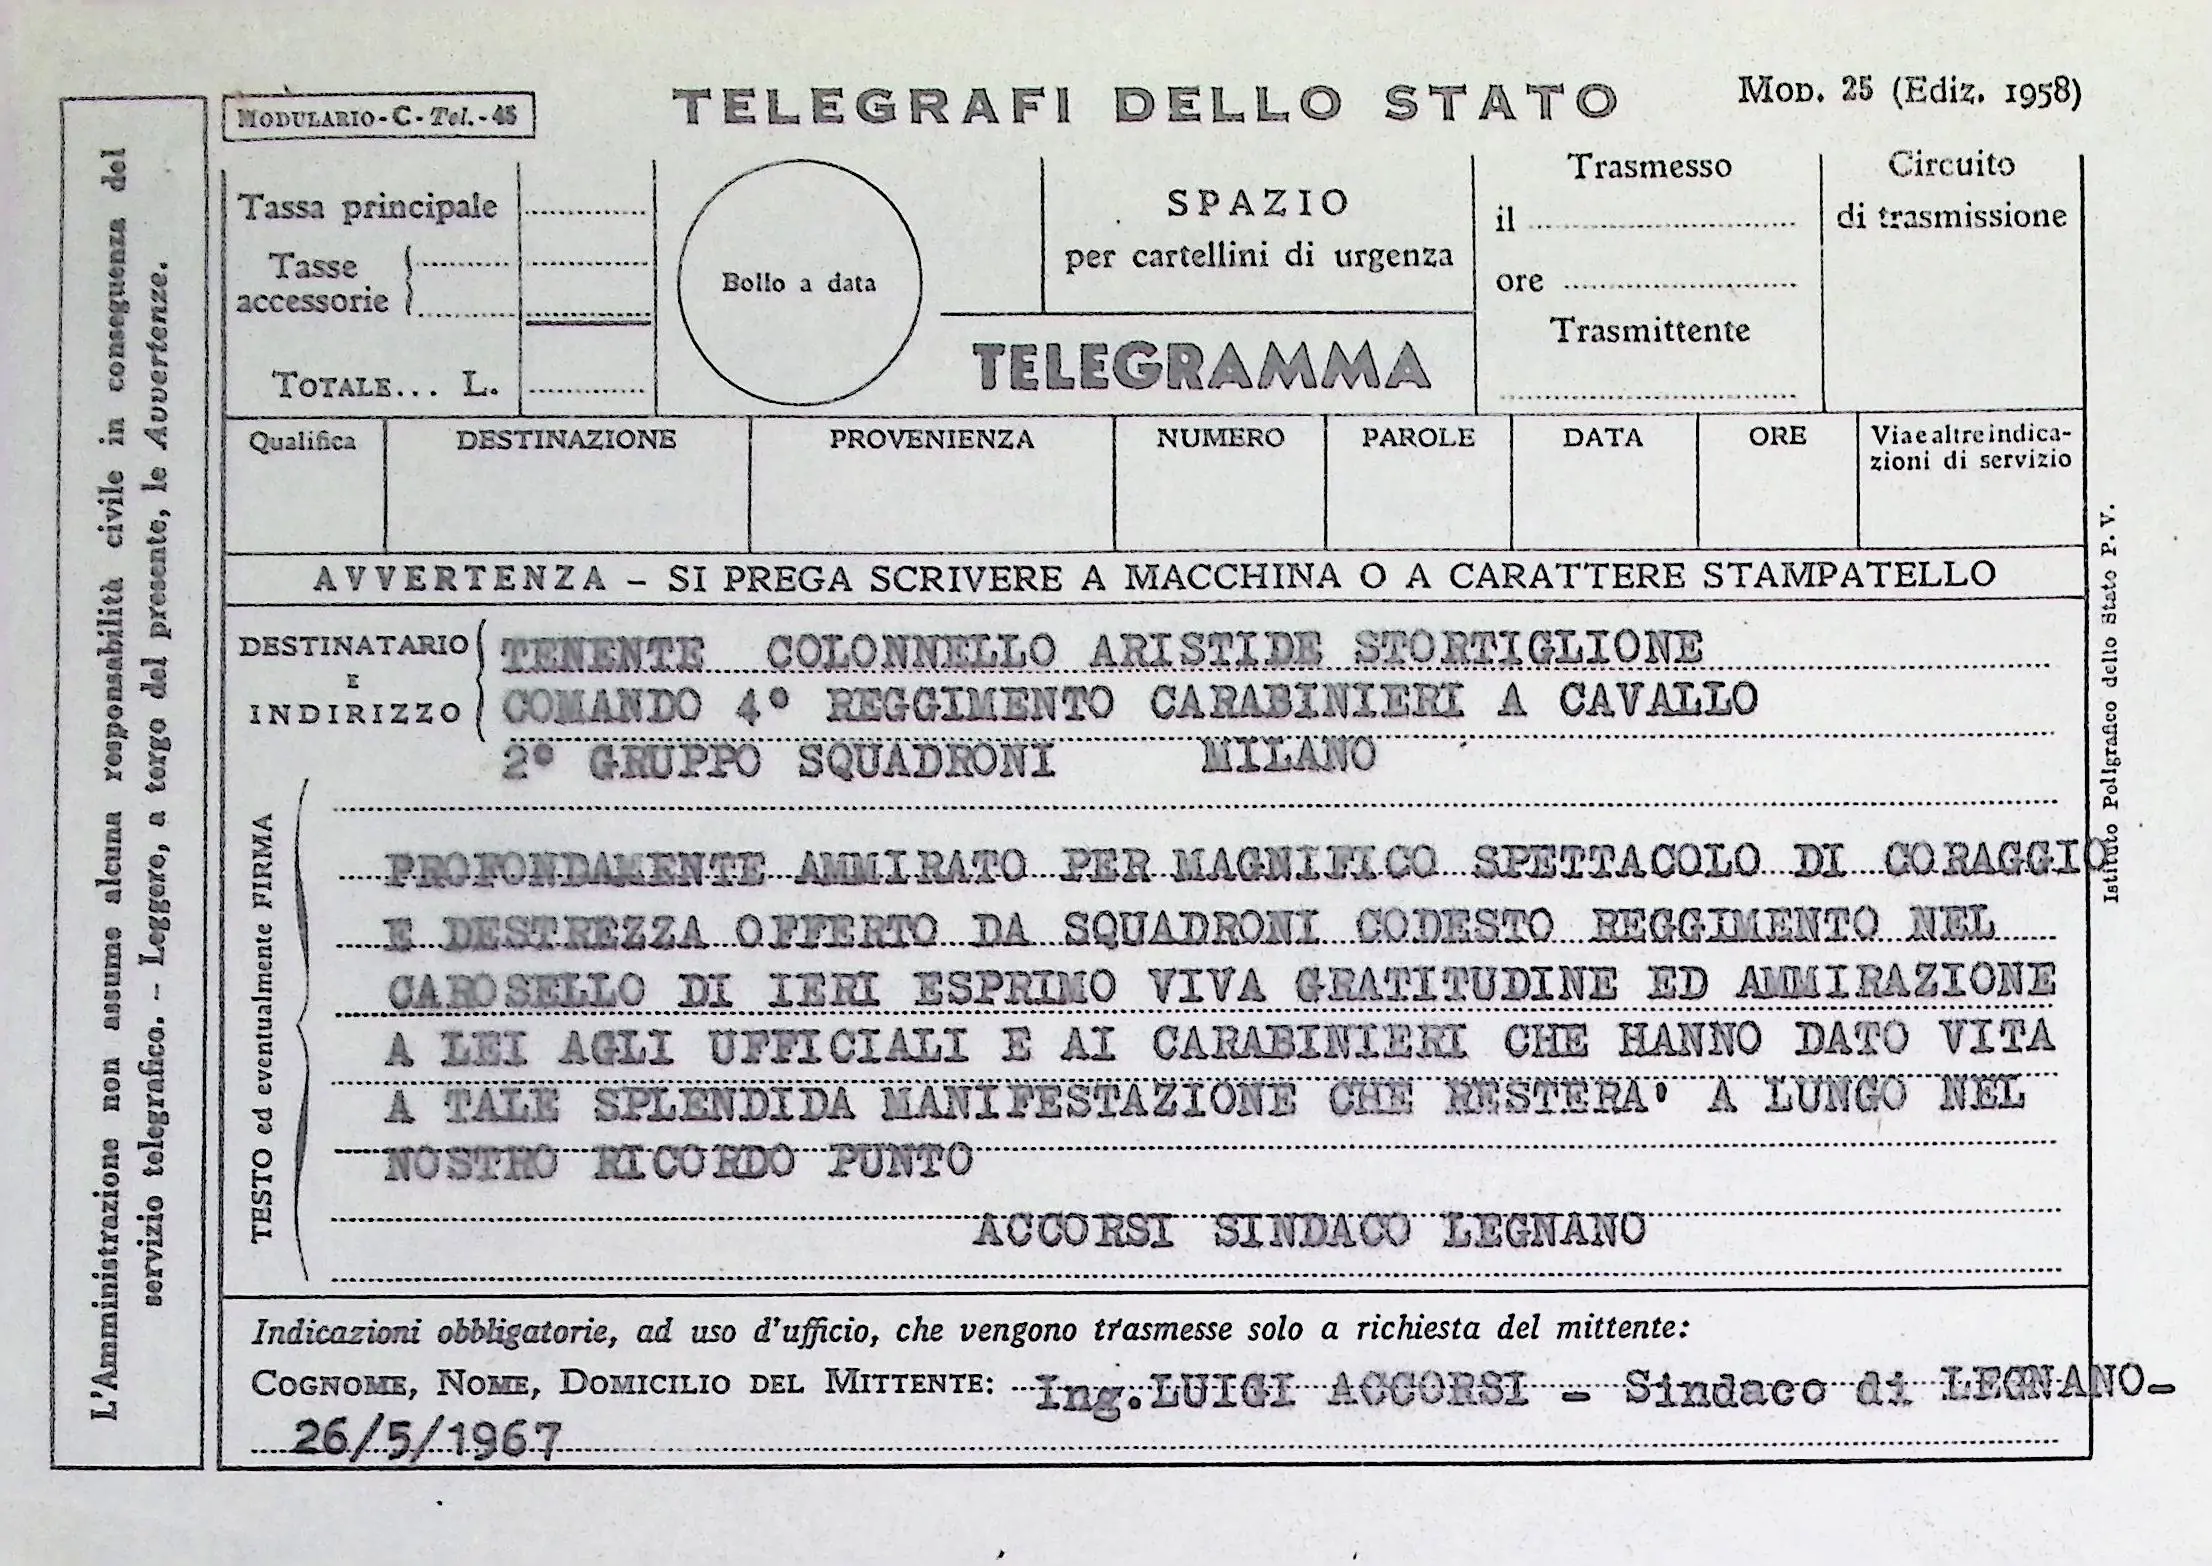 MODULARIO - C - Tel. - 45
TELEGRAFI DELLO STATO
MOD. 25 (Ediz. 1958)
Tassa principale
Tasse
accessorie
TOTALE... L.
Bollo a data
SPAZIO
per cartellini di urgenza
TELEGRAMMA
Trasmesso
il
ore
Trasmittente
Circuito
di trasmissione
Qualifica DESTINAZIONE PROVENIENZA NUMERO PAROLE DATA ORE Via e altre indica-
zioni di servizio
AVVERTENZA – SI PREGA SCRIVERE A MACCHINA O A CARATTERE STAMPATELLO
DESTINATARIO
E
INDIRIZZO
TENENTE COLONNELLO ARISTIDE STORTIGLIONE
COMANDO 4° REGGIMENTO CARABINIERI A CAVALLO
2° GRUPPO SQUADRONI MILANO
TESTO ed eventualmente FIRMA
PROFONDAMENTE AMMIRATO PER MAGNIFICO SPETTACOLO DI CORAGGIO
E DESTREZZA OFFERTO DA SQUADRONI CODESTO REGGIMENTO NEL
CAROSELLO DI IERI ESPRIMO VIVA GRATITUDINE ED AMMIRAZIONE
A LEI AGLI UFFICIALI E AI CARABINIERI CHE HANNO DATO VITA
A TALE SPLENDIDA MANIFESTAZIONE CHE RESTERA' A LUNGO NEL
NOSTRO RICORDO PUNTO
ACCORSI SINDACO LEGNANO
Indicazioni obbligatorie, ad uso d'ufficio, che vengono trasmesse solo a richiesta del mittente:
COGNOME, NOME, DOMICILIO DEL MITTENTE: Ing.LUIGI ACCORSI - Sindaco di LEGNANO-
26/5/1967
L'Amministrazione non assume alcuna responsabilità civile in conseguenza del
servizio telegrafico. – Leggere, a tergo del presente, le Avvertenze.
Istituto Poligrafico dello Stato P. V.